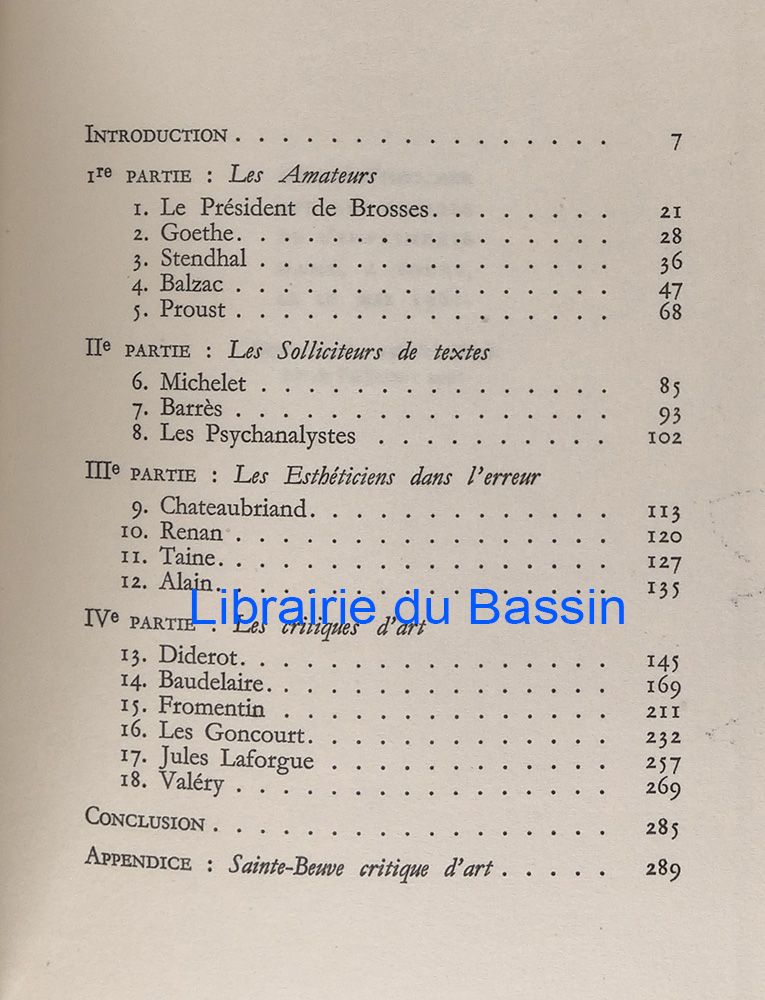 INTRODUCTION . . . . . . . . . . . . . . . . 7
Iʳᵉ PARTIE : Les Amateurs
1. Le Président de Brosses. . . . . . . . 21
2. Goethe. . . . . . . . . . . . . . . . 28
3. Stendhal . . . . . . . . . . . . . . . 36
4. Balzac . . . . . . . . . . . . . . . . 47
5. Proust . . . . . . . . . . . . . . . . 68
IIᵉ PARTIE : Les Solliciteurs de textes
6. Michelet . . . . . . . . . . . . . . . 85
7. Barrès . . . . . . . . . . . . . . . . 93
8. Les Psychanalystes . . . . . . . . . . 102
IIIᵉ PARTIE : Les Esthéticiens dans l'erreur
9. Chateaubriand. . . . . . . . . . . . . 113
10. Renan . . . . . . . . . . . . . . . . 120
11. Taine. . . . . . . . . . . . . . . . 127
12. Alain. . . . . . . . . . . . . . . . 135
Librairie du Bassin
IVᵉ PARTIE : Les critiques d'art
13. Diderot. . . . . . . . . . . . . . . 145
14. Baudelaire. . . . . . . . . . . . . . 169
15. Fromentin . . . . . . . . . . . . . . 211
16. Les Goncourt. . . . . . . . . . . . . 232
17. Jules Laforgue . . . . . . . . . . . . 257
18. Valéry . . . . . . . . . . . . . . . . 269
CONCLUSION . . . . . . . . . . . . . . . . . 285
APPENDICE : Sainte-Beuve critique d'art . . . . . 289